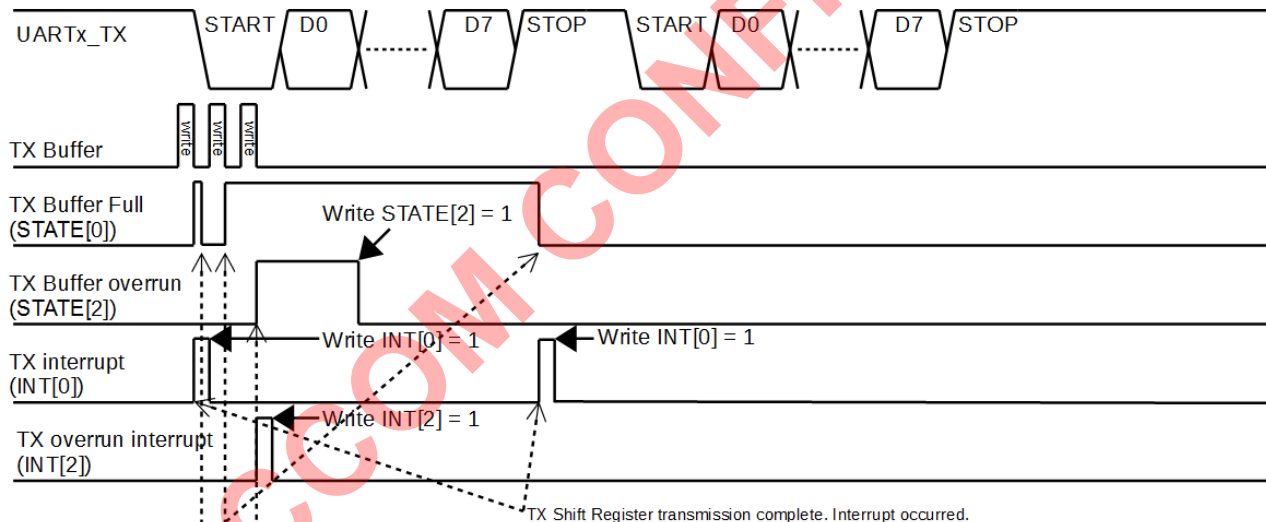 UARTx_TX
START D0 D7 STOP START D0 D7 STOP
write write write
TX Buffer
TX Buffer Full
(STATE[0])
Write STATE[2] = 1
TX Buffer overrun
(STATE[2])
Write INT[0] = 1
Write INT[0] = 1
TX interrupt
(INT[0])
Write INT[2] = 1
TX overrun interrupt
(INT[2])
TX Shift Register transmission complete. Interrupt occurred.
CCOM CONF